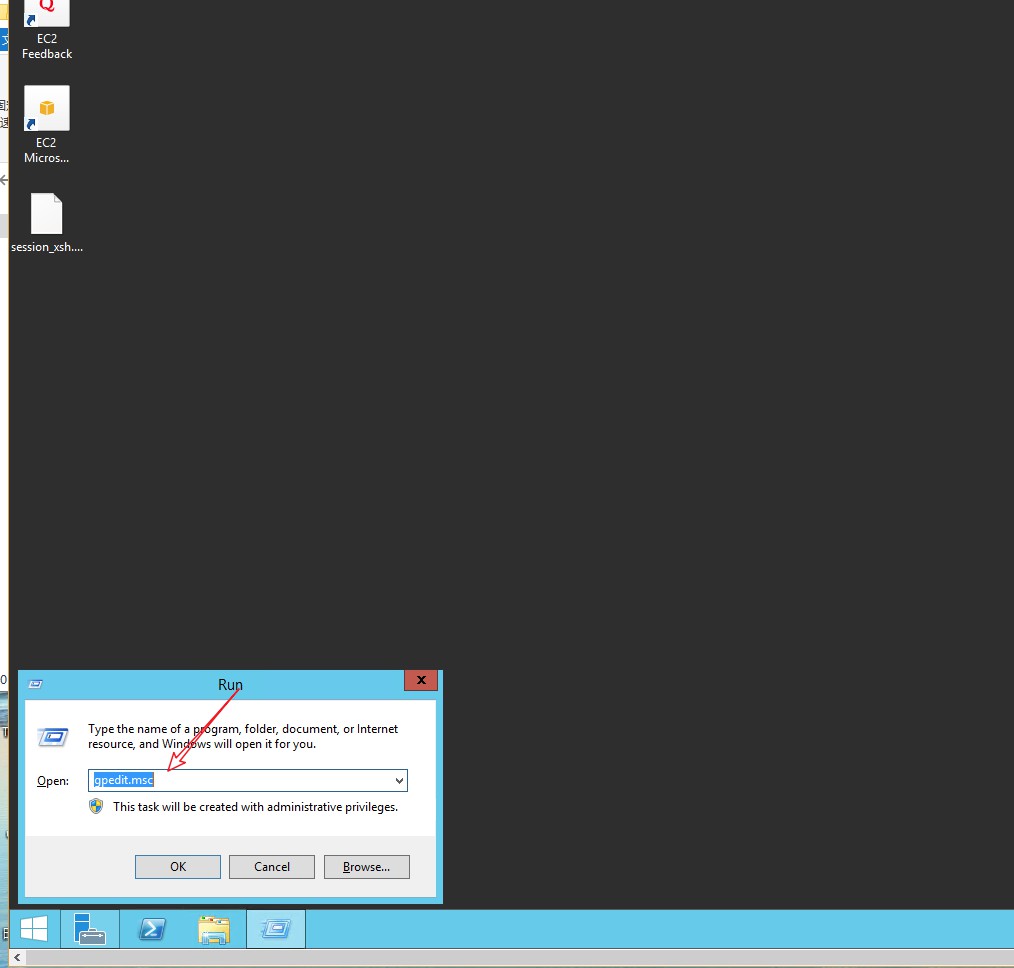 EC2
Feedback
EC2
Micros...
session_xsh....
Run
x
Type the name of a program, folder, document, or Internet
resource, and Windows will open it for you.
Open:
gpedit.msc
This task will be created with administrative privileges.
OK
Cancel
Browse...